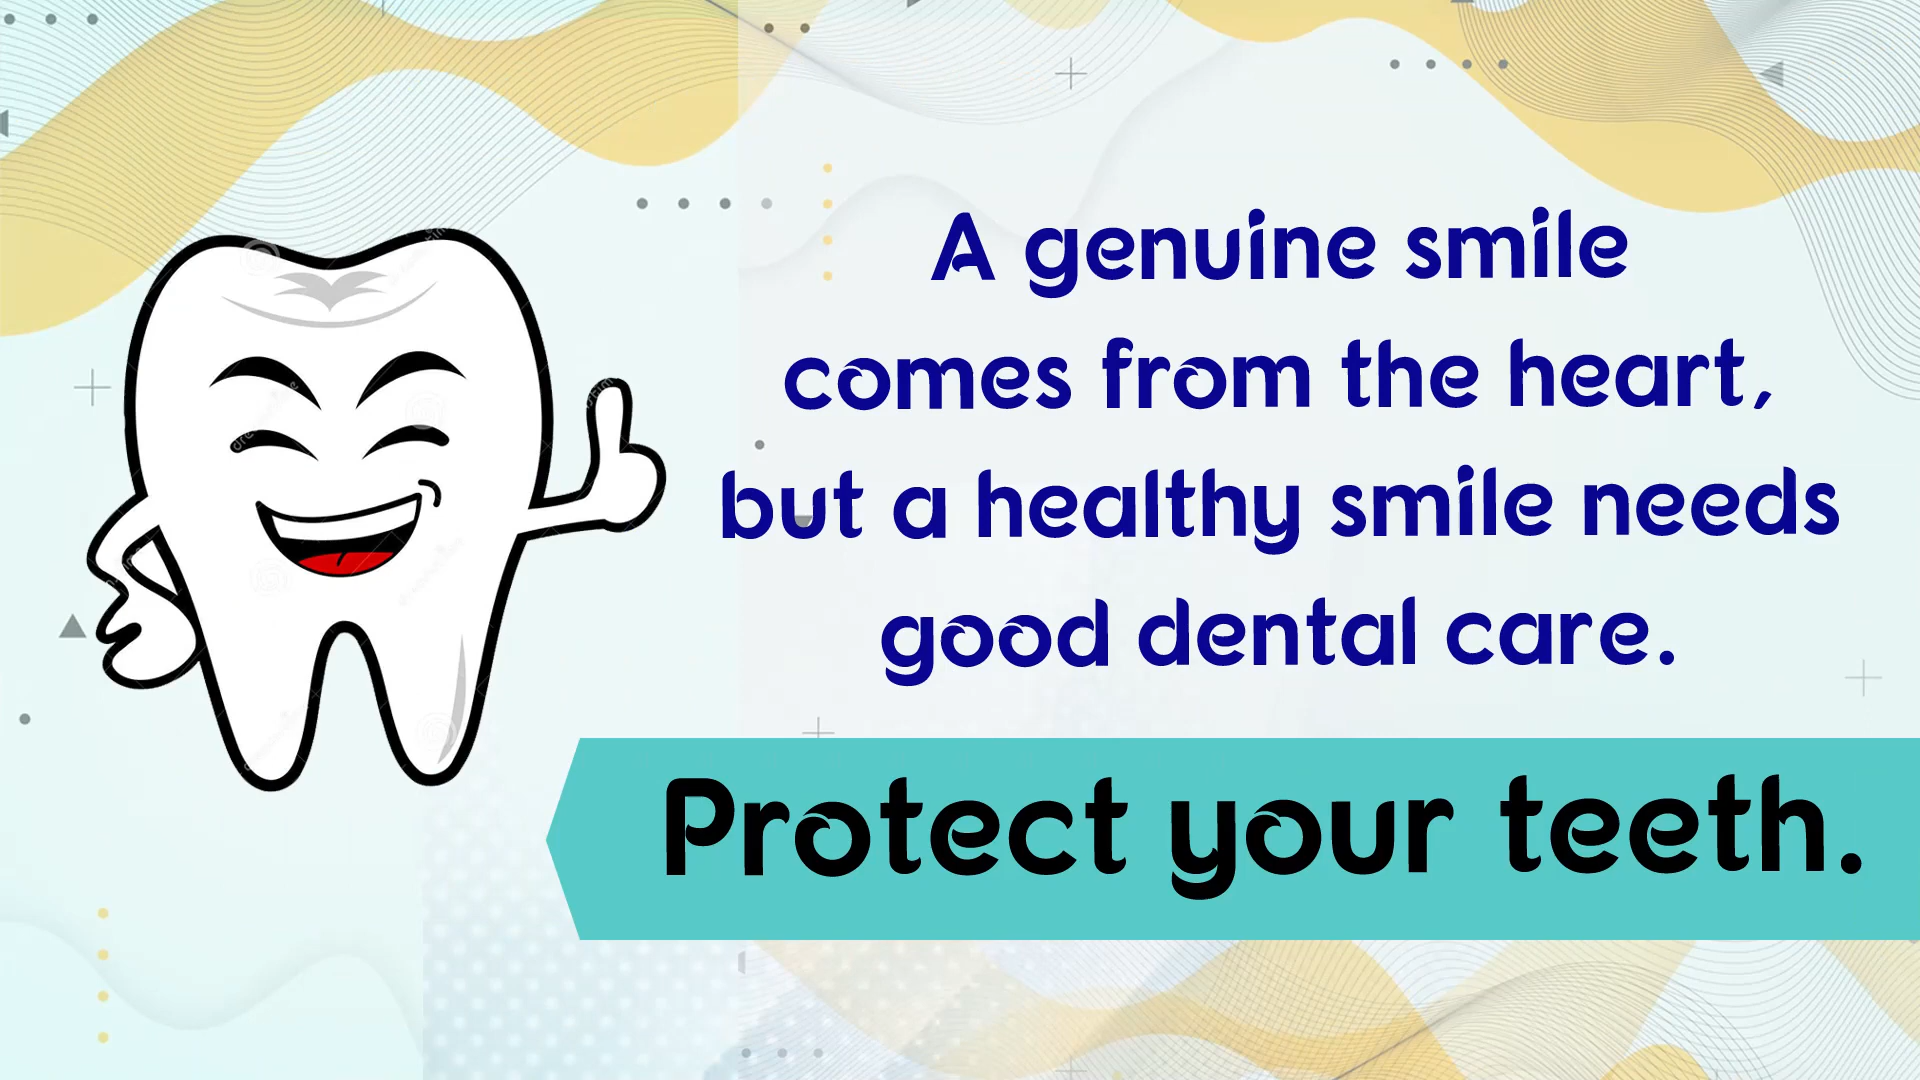 A genuine smile
comes from the heart,
but a healthy smile needs
good dental care.
Protect your teeth.